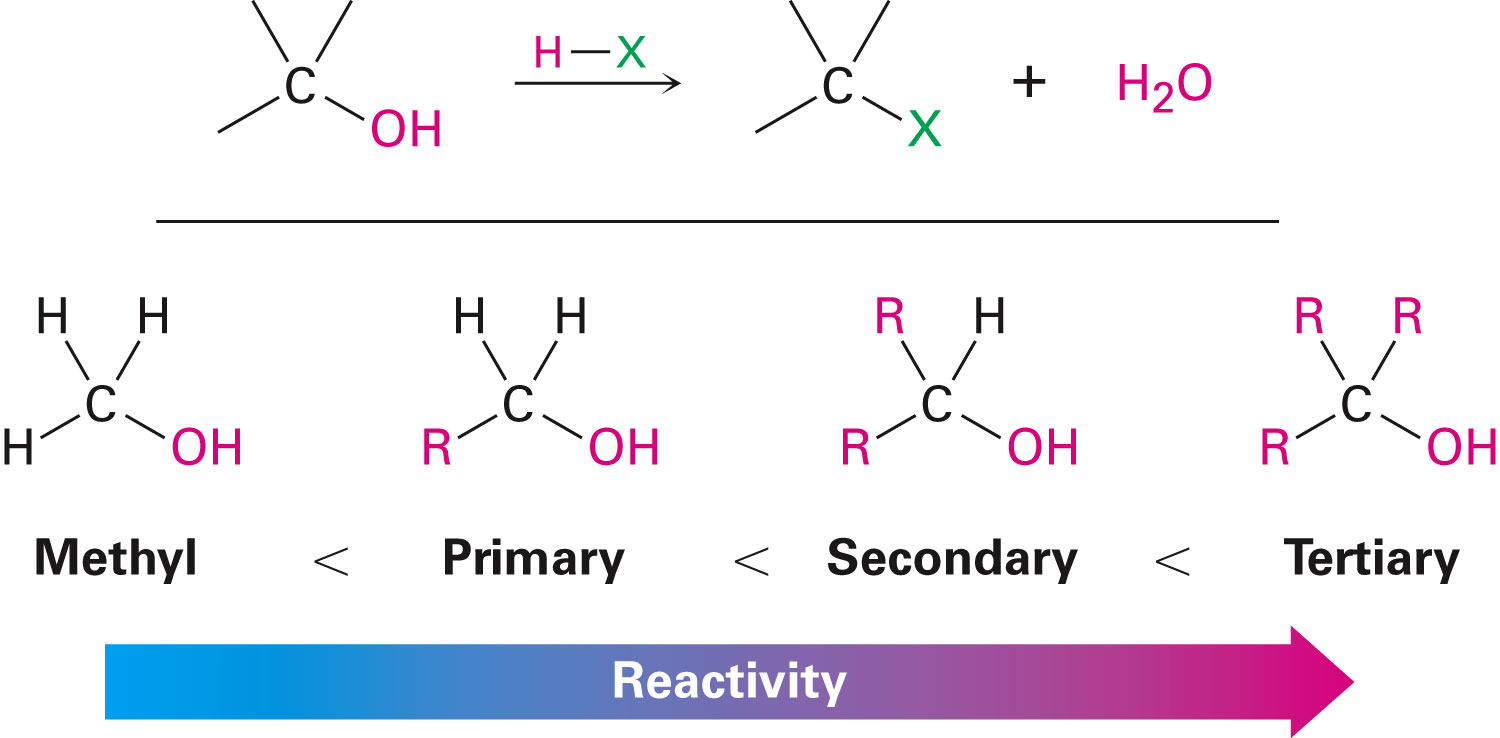 H—X
C C + H₂O
OH X
H H H H R H R R
C C C C
H OH R OH R OH R OH
Methyl < Primary < Secondary < Tertiary
Reactivity